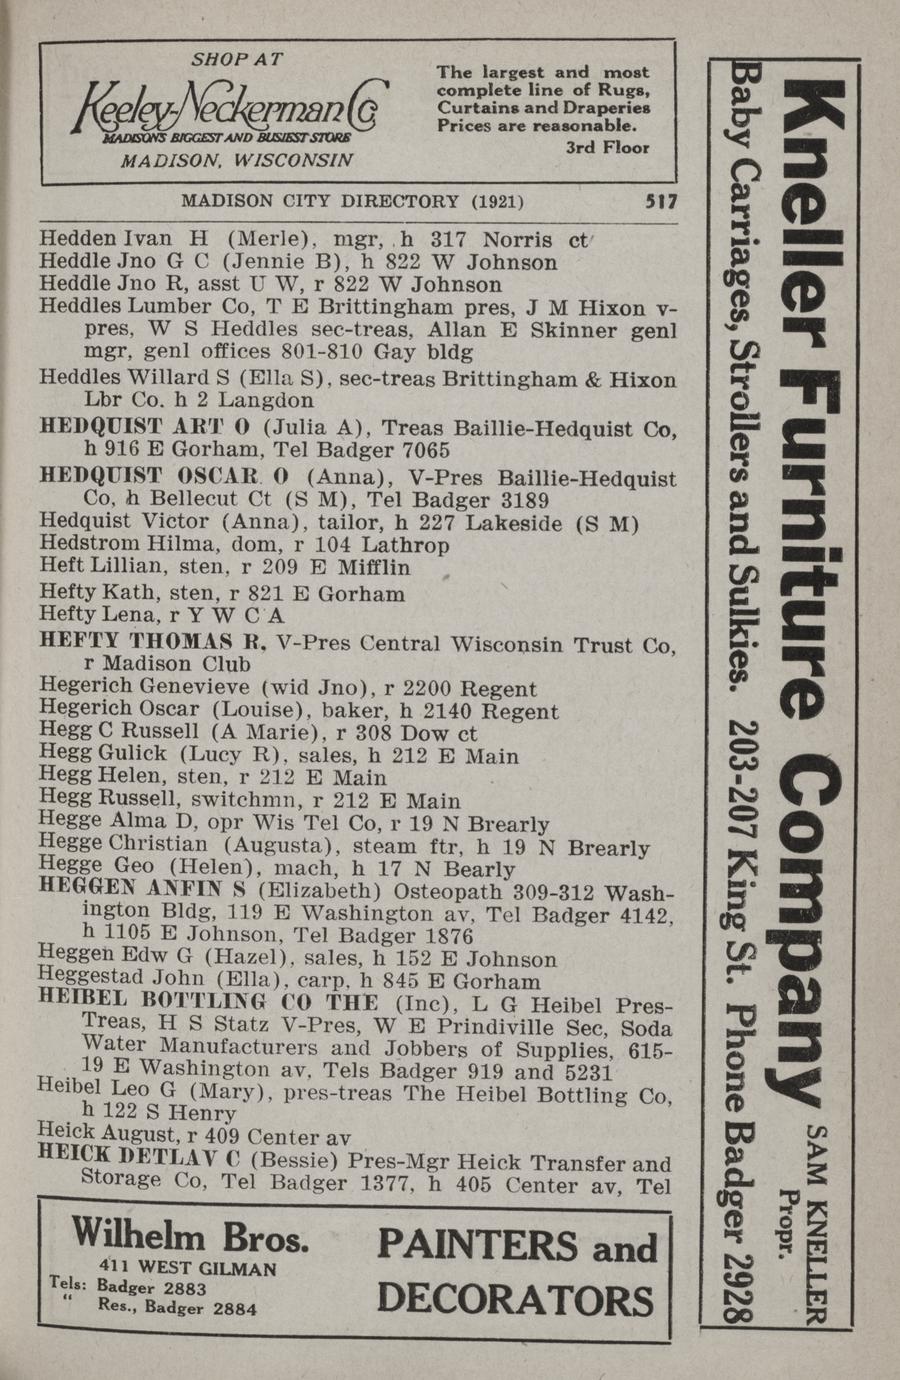 SHOP AT
Keeley-Neckerman Co
MADISON'S BIGGEST AND BUSIEST STORE
MADISON, WISCONSIN
The largest and most
complete line of Rugs,
Curtains and Draperies
Prices are reasonable.
3rd Floor
MADISON CITY DIRECTORY (1921) 517
Hedden Ivan H (Merle), mgr, h 317 Norris ct
Heddle Jno G C (Jennie B), h 822 W Johnson
Heddle Jno R, asst U W, r 822 W Johnson
Heddles Lumber Co, T E Brittingham pres, J M Hixon v-
pres, W S Heddles sec-treas, Allan E Skinner genl
mgr, genl offices 801-810 Gay bldg
Heddles Willard S (Ella S), sec-treas Brittingham & Hixon
Lbr Co. h 2 Langdon
HEDQUIST ART O (Julia A), Treas Baillie-Hedquist Co,
h 916 E Gorham, Tel Badger 7065
HEDQUIST OSCAR O (Anna), V-Pres Baillie-Hedquist
Co, h Bellecut Ct (S M), Tel Badger 3189
Hedquist Victor (Anna), tailor, h 227 Lakeside (S M)
Hedstrom Hilma, dom, r 104 Lathrop
Heft Lillian, sten, r 209 E Mifflin
Hefty Kath, sten, r 821 E Gorham
Hefty Lena, r Y W C A
HEFTY THOMAS R, V-Pres Central Wisconsin Trust Co,
r Madison Club
Hegerich Genevieve (wid Jno), r 2200 Regent
Hegerich Oscar (Louise), baker, h 2140 Regent
Hegg C Russell (A Marie), r 308 Dow ct
Hegg Gulick (Lucy R), sales, h 212 E Main
Hegg Helen, sten, r 212 E Main
Hegg Russell, switchmn, r 212 E Main
Hegge Alma D, opr Wis Tel Co, r 19 N Brearly
Hegge Christian (Augusta), steam ftr, h 19 N Brearly
Hegge Geo (Helen), mach, h 17 N Bearly
HEGGEN ANFIN S (Elizabeth) Osteopath 309-312 Wash-
ington Bldg, 119 E Washington av, Tel Badger 4142,
h 1105 E Johnson, Tel Badger 1876
Heggen Edw G (Hazel), sales, h 152 E Johnson
Heggestad John (Ella), carp, h 845 E Gorham
HEIBEL BOTTLING CO THE (Inc), L G Heibel Pres-
Treas, H S Statz V-Pres, W E Prindiville Sec, Soda
Water Manufacturers and Jobbers of Supplies, 615-
19 E Washington av, Tels Badger 919 and 5231
Heibel Leo G (Mary), pres-treas The Heibel Bottling Co,
h 122 S Henry
Heick August, r 409 Center av
HEICK DETLAV C (Bessie) Pres-Mgr Heick Transfer and
Storage Co, Tel Badger 1377, h 405 Center av, Tel
Wilhelm Bros.
411 WEST GILMAN
Tels: Badger 2883
" Res., Badger 2884
PAINTERS and
DECORATORS
Kneller Furniture Company SAM KNELLER
Propr.
Baby Carriages, Strollers and Sulkies. 203-207 King St. Phone Badger 2928